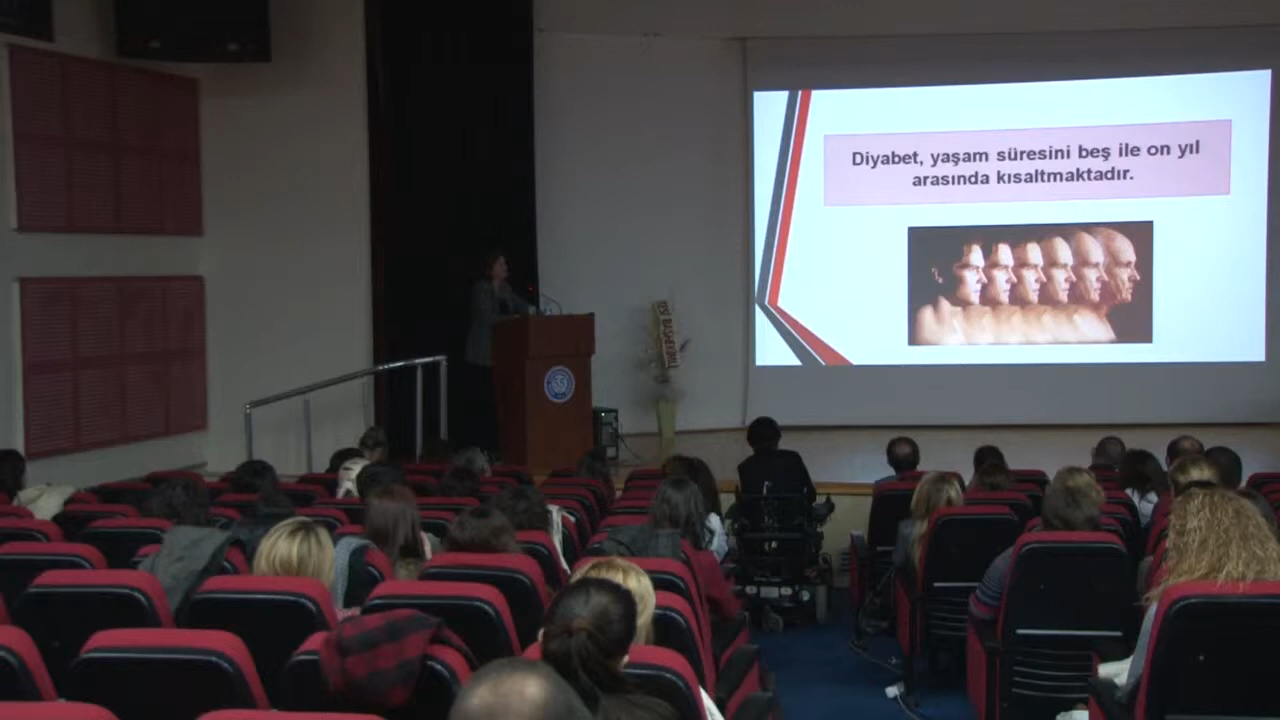 Diyabet, yaşam süresini beş ile on yıl
arasında kısaltmaktadır.